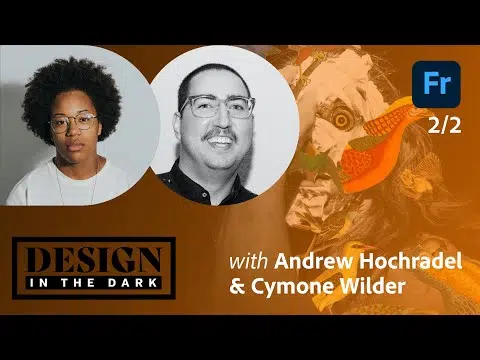 Fr
2/2
DESIGN
IN THE DARK
with Andrew Hochradel
& Cymone Wilder